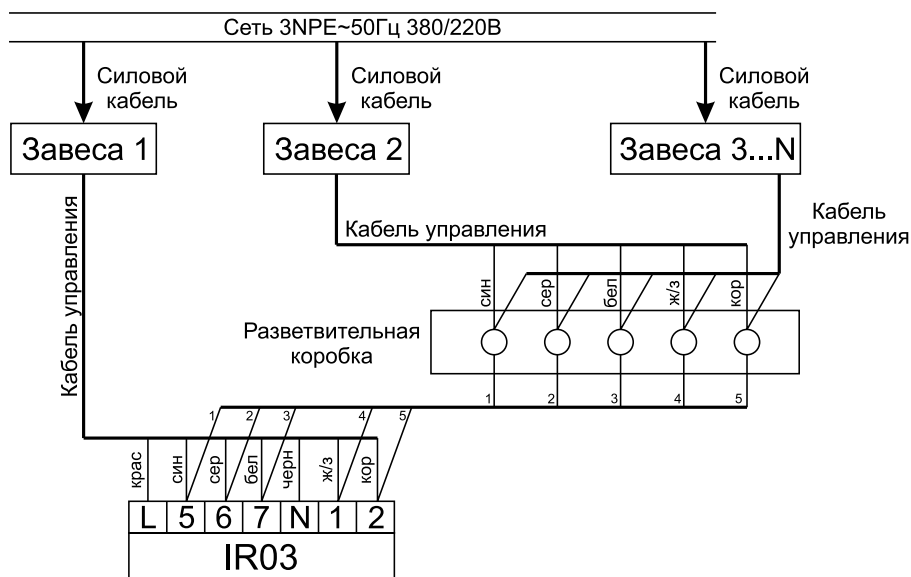 Сеть 3NPE~50Гц 380/220В
Силовой
кабель
Силовой
кабель
Силовой
кабель
Завеса 1
Завеса 2
Завеса 3...N
Кабель управления
Кабель управления
Кабель
управления
син
сер
бел
ж/з
кор
Разветвительная
коробка
1
2
3
4
5
1
2
3
4
5
крас
син
сер
бел
черн
ж/з
кор
L 5 6 7 N 1 2
IR03